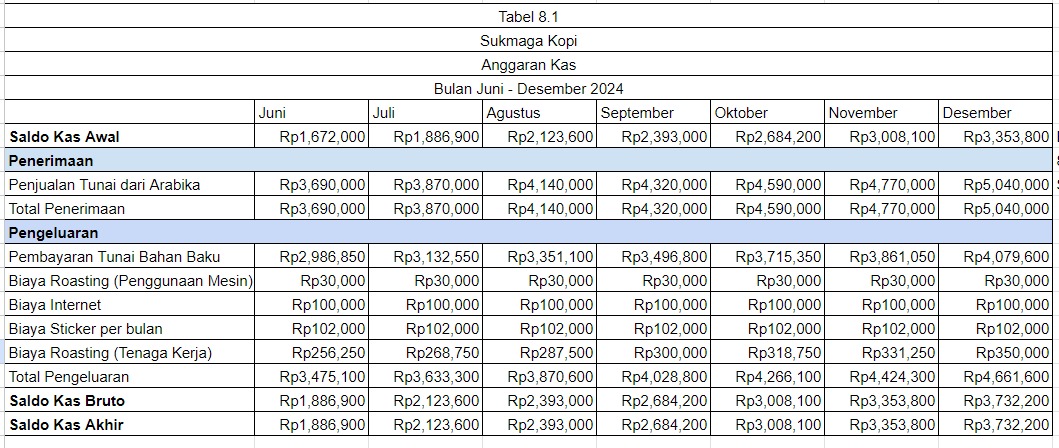 Tabel 8.1
Sukmaga Kopi
Anggaran Kas
Bulan Juni - Desember 2024
Juni Juli Agustus September Oktober November Desember
Saldo Kas Awal Rp1,672,000 Rp1,886,900 Rp2,123,600 Rp2,393,000 Rp2,684,200 Rp3,008,100 Rp3,353,800
Penerimaan
Penjualan Tunai dari Arabika Rp3,690,000 Rp3,870,000 Rp4,140,000 Rp4,320,000 Rp4,590,000 Rp4,770,000 Rp5,040,000
Total Penerimaan Rp3,690,000 Rp3,870,000 Rp4,140,000 Rp4,320,000 Rp4,590,000 Rp4,770,000 Rp5,040,000
Pengeluaran
Pembayaran Tunai Bahan Baku Rp2,986,850 Rp3,132,550 Rp3,351,100 Rp3,496,800 Rp3,715,350 Rp3,861,050 Rp4,079,600
Biaya Roasting (Penggunaan Mesin) Rp30,000 Rp30,000 Rp30,000 Rp30,000 Rp30,000 Rp30,000 Rp30,000
Biaya Internet Rp100,000 Rp100,000 Rp100,000 Rp100,000 Rp100,000 Rp100,000 Rp100,000
Biaya Sticker per bulan Rp102,000 Rp102,000 Rp102,000 Rp102,000 Rp102,000 Rp102,000 Rp102,000
Biaya Roasting (Tenaga Kerja) Rp256,250 Rp268,750 Rp287,500 Rp300,000 Rp318,750 Rp331,250 Rp350,000
Total Pengeluaran Rp3,475,100 Rp3,633,300 Rp3,870,600 Rp4,028,800 Rp4,266,100 Rp4,424,300 Rp4,661,600
Saldo Kas Bruto Rp1,886,900 Rp2,123,600 Rp2,393,000 Rp2,684,200 Rp3,008,100 Rp3,353,800 Rp3,732,200
Saldo Kas Akhir Rp1,886,900 Rp2,123,600 Rp2,393,000 Rp2,684,200 Rp3,008,100 Rp3,353,800 Rp3,732,200